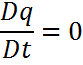 Dq/Dt = 0